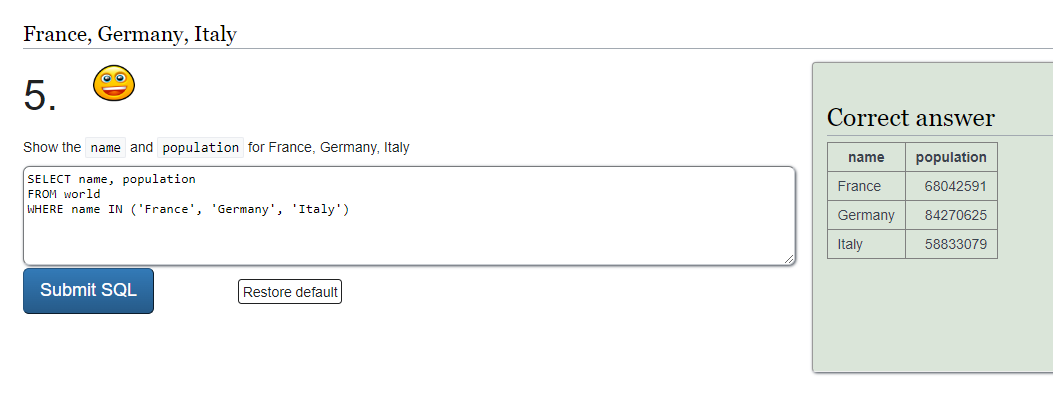 France, Germany, Italy
5.
Show the name and population for France, Germany, Italy
SELECT name, population
FROM world
WHERE name IN ('France', 'Germany', 'Italy')
Submit SQL
Restore default
Correct answer
name population
France 68042591
Germany 84270625
Italy 58833079